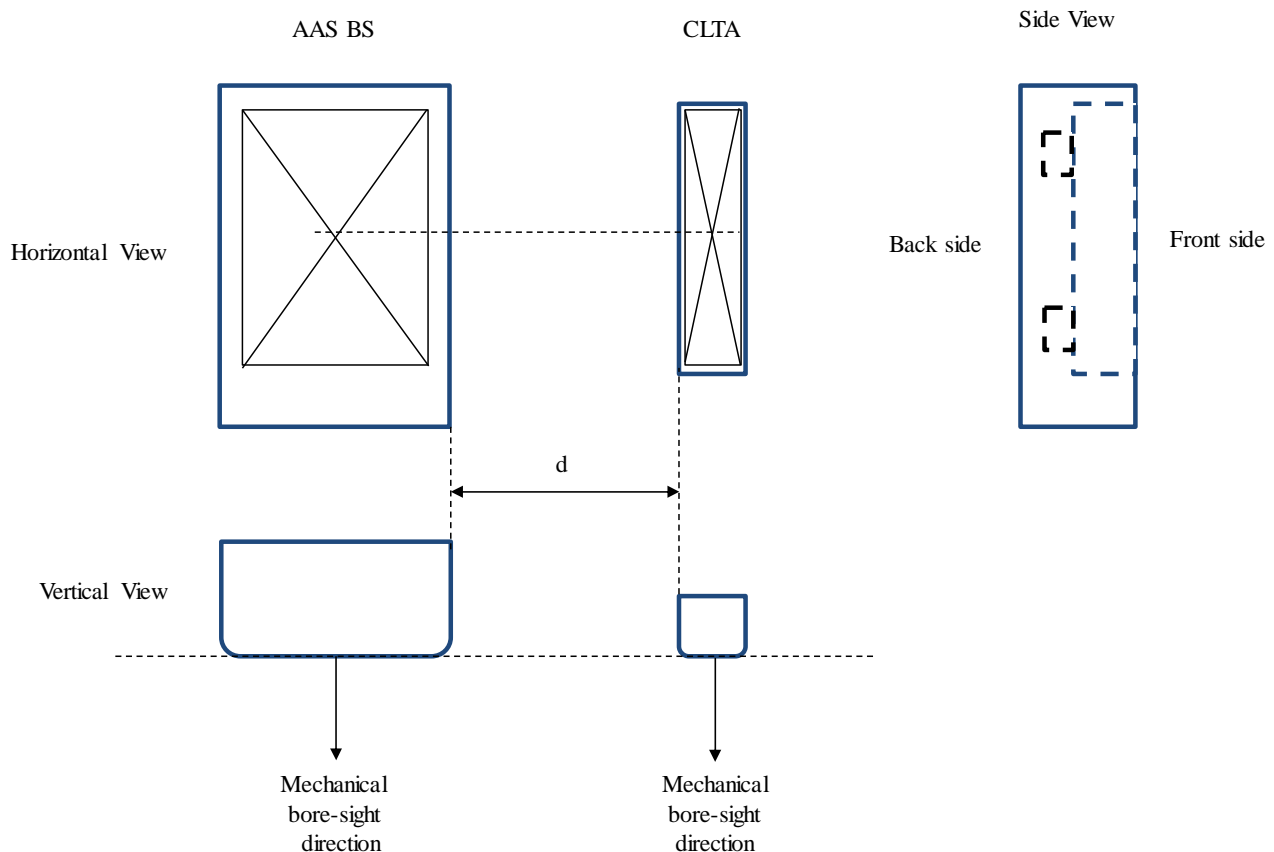 AAS BS
CLTA
Side View
Horizontal View
Back side
Front side
d
Vertical View
Mechanical
bore-sight
direction
Mechanical
bore-sight
direction